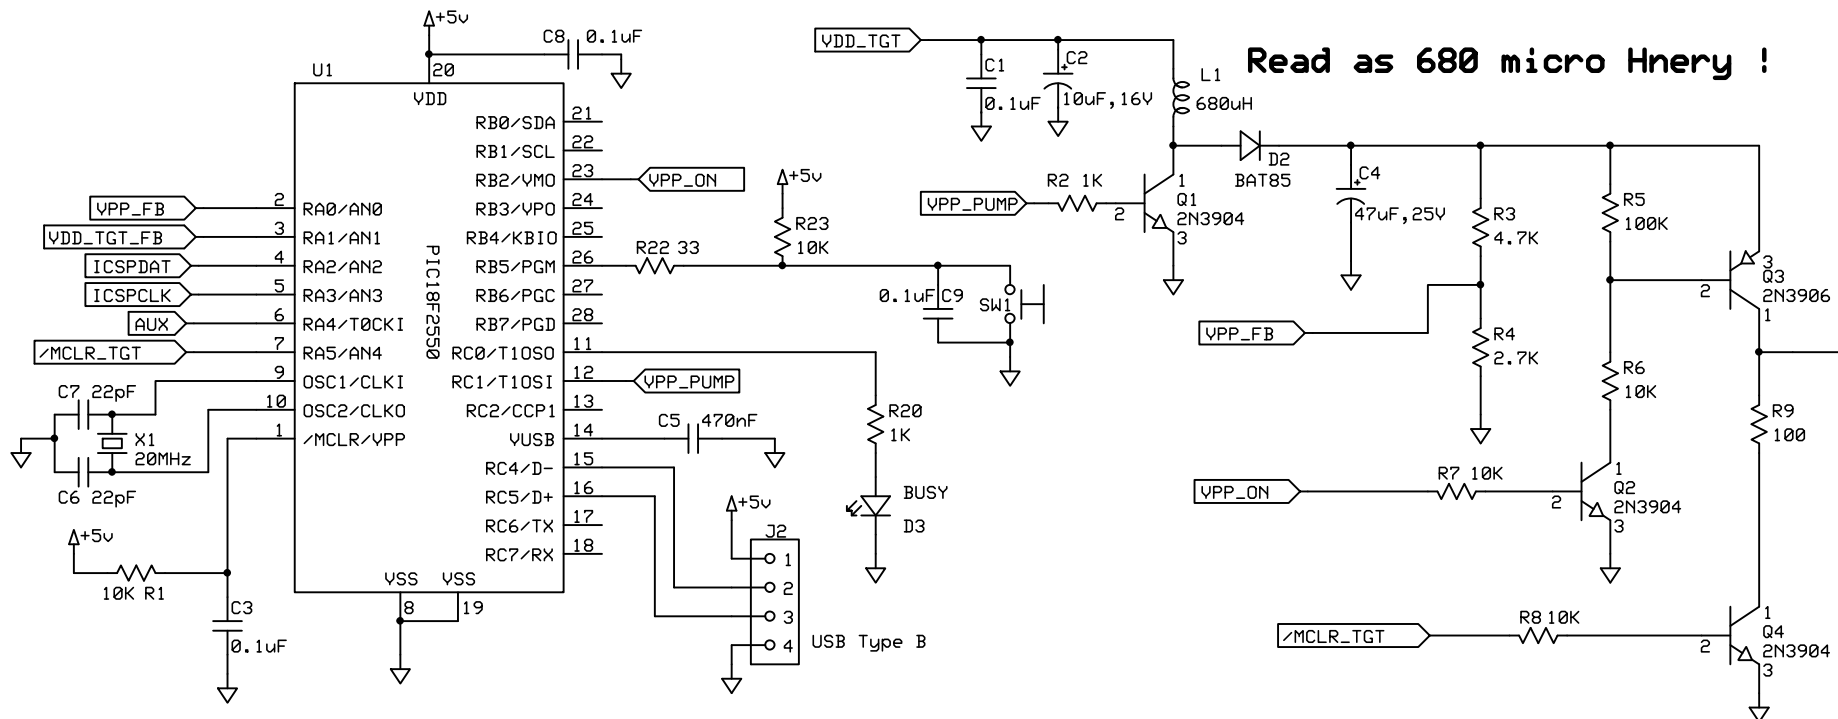 +5v
C8 0.1uF
U1
20
VDD
RB0/SDA 21
RB1/SCL 22
RB2/VMO 23
VPP_ON
RB3/VPO 24
RB4/KBIO 25
RB5/PGM 26
RB6/PGC 27
RB7/PGD 28
RC0/T1OSO 11
RC1/T1OSI 12
VPP_PUMP
RC2/CCP1 13
VUSB 14
RC4/D- 15
RC5/D+ 16
RC6/TX 17
RC7/RX 18
PIC18F2550
VPP_FB
2 RA0/AN0
VDD_TGT_FB
3 RA1/AN1
ICSPDAT
4 RA2/AN2
ICSPCLK
5 RA3/AN3
AUX
6 RA4/T0CKI
/MCLR_TGT
7 RA5/AN4
9 OSC1/CLKI
10 OSC2/CLKO
1 /MCLR/VPP
C7 22pF
X1
20MHz
C6 22pF
+5v
10K R1
C3
0.1uF
VSS VSS
8 19
R22 33
+5v
R23
10K
0.1uF C9
SW1
C5 470nF
R20
1K
BUSY
D3
+5v
J2
1
2
3
4
USB Type B
VDD_TGT
C1
0.1uF
C2
+
10uF,16V
L1
680uH
Read as 680 micro Hnery !
VPP_PUMP
R2 1K
1
2
3
Q1
2N3904
D2
BAT85
C4
+
47uF,25V
R3
4.7K
R4
2.7K
VPP_FB
R5
100K
R6
10K
3
Q3
2N3906
2
1
R9
100
VPP_ON
R7 10K
1
2
3
Q2
2N3904
/MCLR_TGT
R8 10K
1
2
3
Q4
2N3904